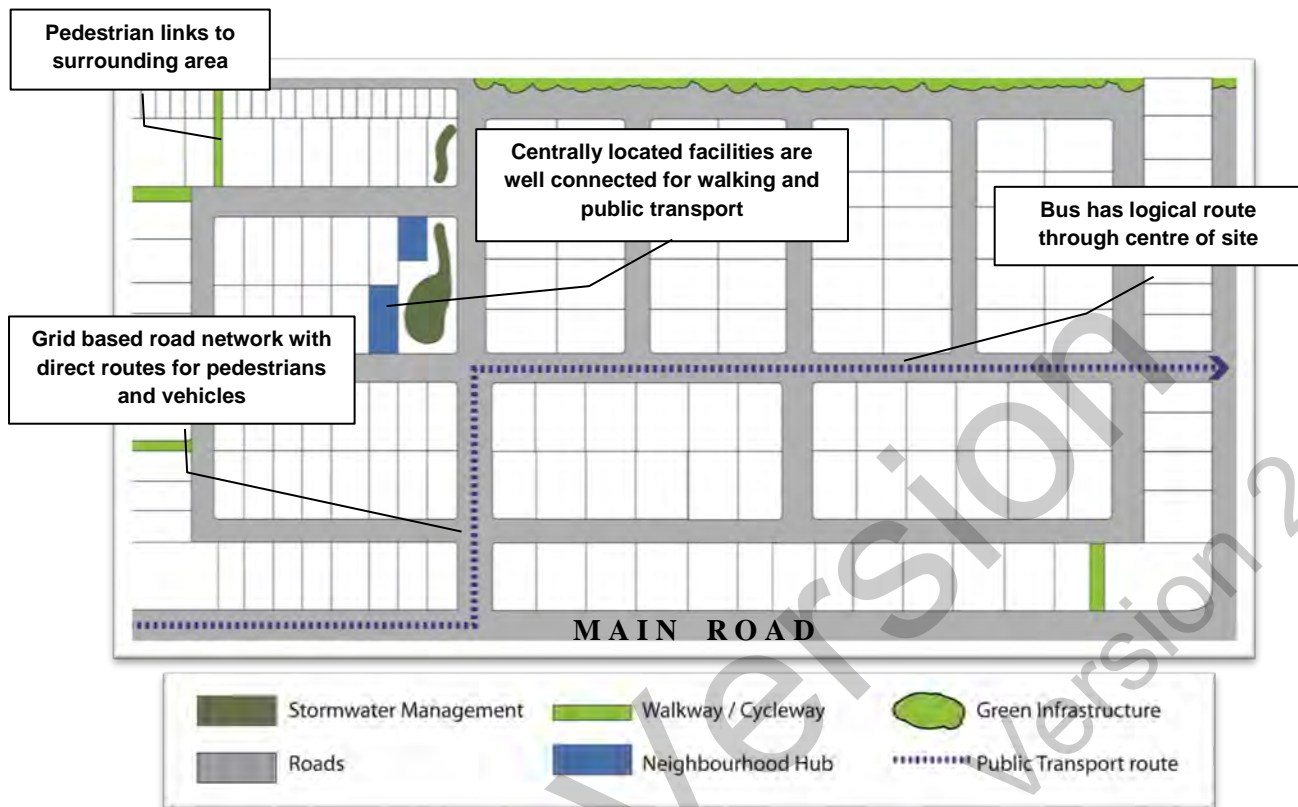 Pedestrian links to
surrounding area
Centrally located facilities are
well connected for walking and
public transport
Bus has logical route
through centre of site
Grid based road network with
direct routes for pedestrians
and vehicles
MAIN ROAD
Stormwater Management
Walkway / Cycleway
Green Infrastructure
Roads
Neighbourhood Hub
Public Transport route
Version
Version 2